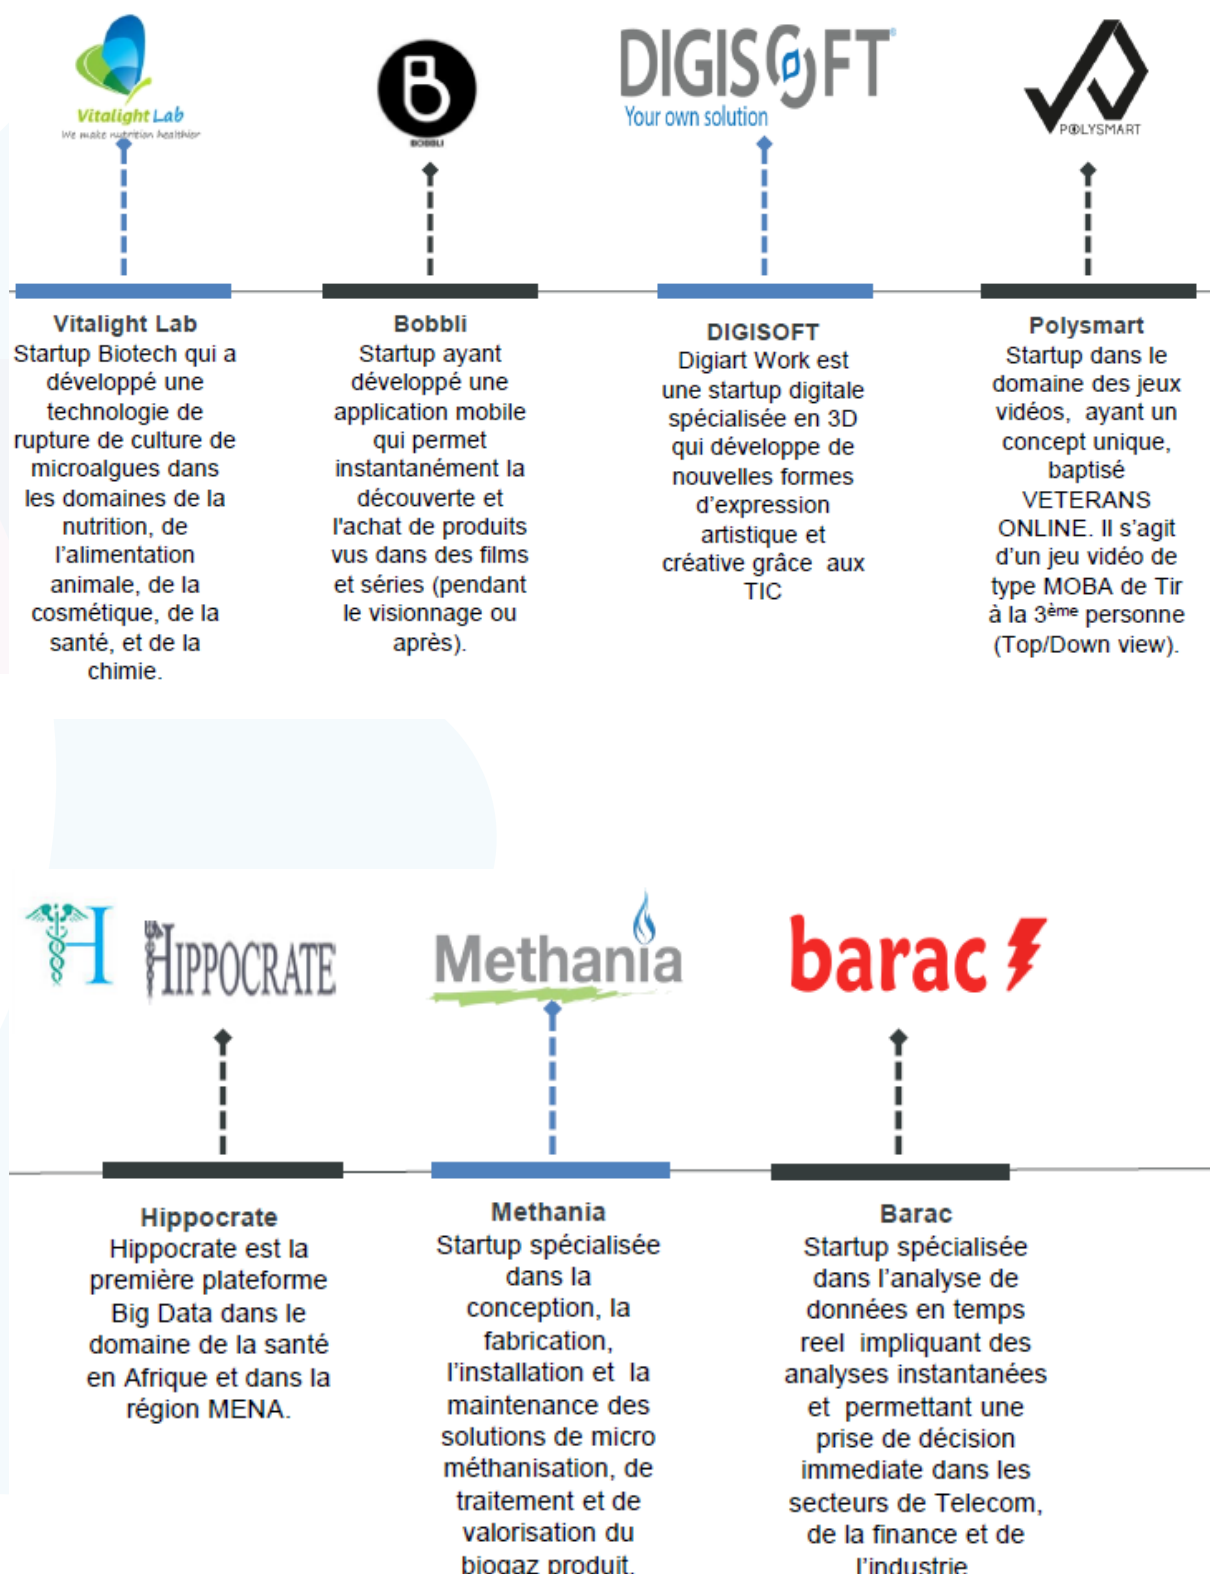 Vitalight Lab
We make nutrition healthier
B
BOBBLI
DIGISOFT
Your own solution
POLYSMART
Vitalight Lab
Startup Biotech qui a
développé une
technologie de
rupture de culture de
microalgues dans
les domaines de la
nutrition, de
l’alimentation
animale, de la
cosmétique, de la
santé, et de la
chimie.
Bobbli
Startup ayant
développé une
application mobile
qui permet
instantanément la
découverte et
l'achat de produits
vus dans des films
et séries (pendant
le visionnage ou
après).
DIGISOFT
Digiart Work est
une startup digitale
spécialisée en 3D
qui développe de
nouvelles formes
d’expression
artistique et
créative grâce aux
TIC
Polysmart
Startup dans le
domaine des jeux
vidéos, ayant un
concept unique,
baptisé
VETERANS
ONLINE. Il s’agit
d’un jeu vidéo de
type MOBA de Tir
à la 3ème personne
(Top/Down view).
H
HIPPOCRATE
Methania
barac
Hippocrate
Hippocrate est la
première plateforme
Big Data dans le
domaine de la santé
en Afrique et dans la
région MENA.
Methania
Startup spécialisée
dans la
conception, la
fabrication,
l’installation et la
maintenance des
solutions de micro
méthanisation, de
traitement et de
valorisation du
biogaz produit.
Barac
Startup spécialisée
dans l’analyse de
données en temps
reel impliquant des
analyses instantanées
et permettant une
prise de décision
immediate dans les
secteurs de Telecom,
de la finance et de
l’industrie